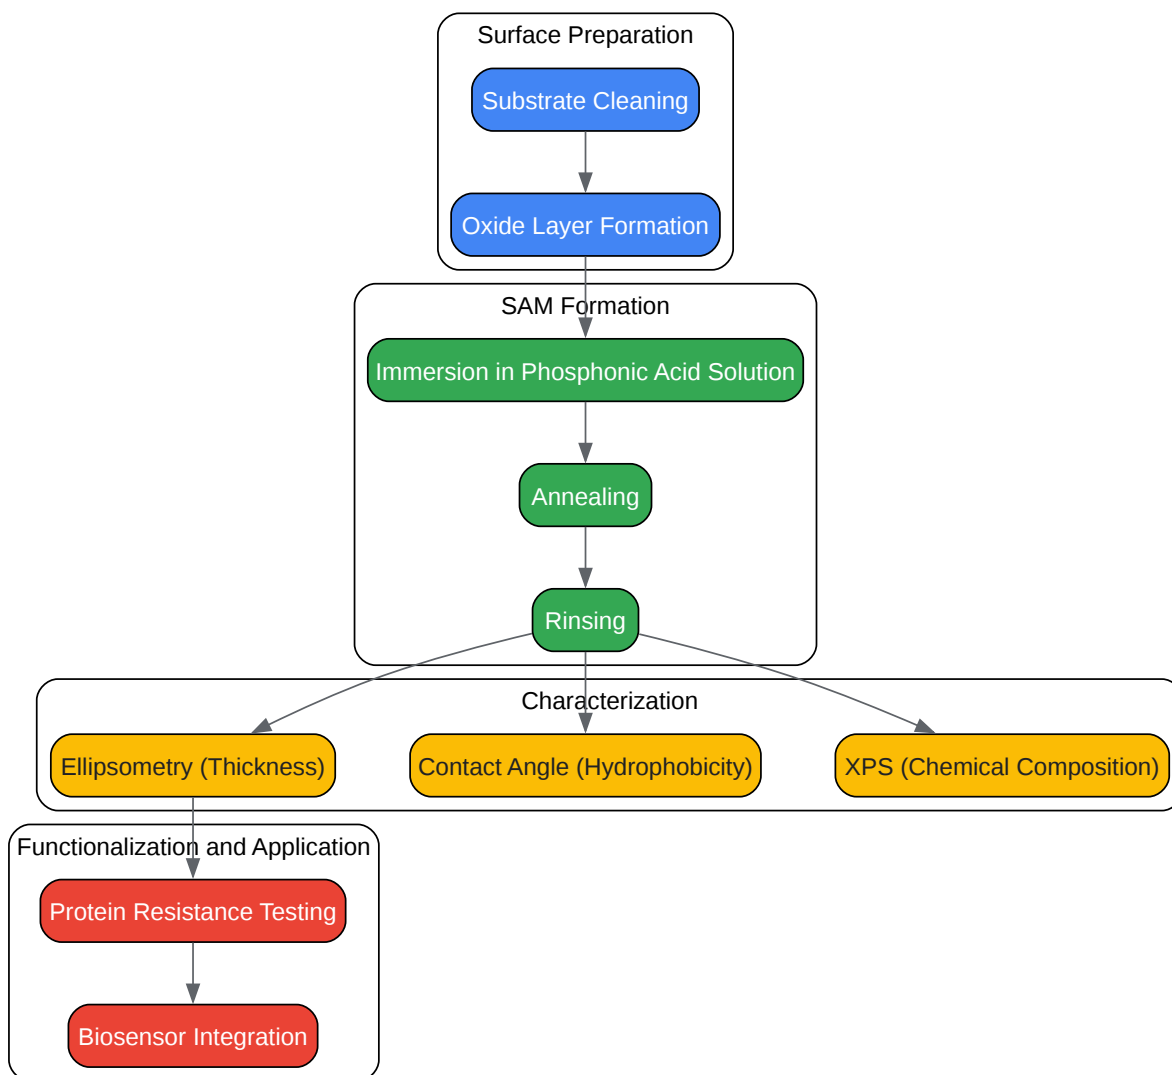 Surface Preparation
Substrate Cleaning
Oxide Layer Formation
SAM Formation
Immersion in Phosphonic Acid Solution
Annealing
Rinsing
Characterization
Ellipsometry (Thickness)
Contact Angle (Hydrophobicity)
XPS (Chemical Composition)
Functionalization and Application
Protein Resistance Testing
Biosensor Integration